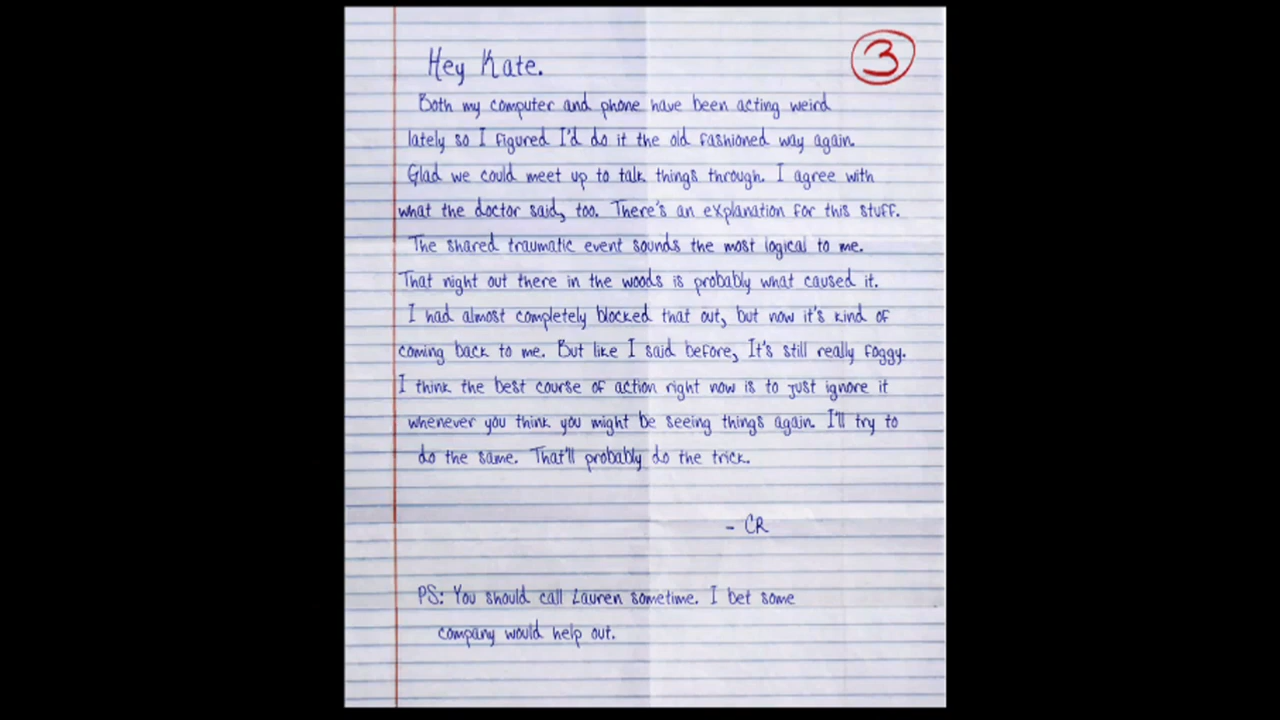 Hey Kate.
3
Both my computer and phone have been acting weird
lately so I figured I'd do it the old fashioned way again.
Glad we could meet up to talk things through. I agree with
what the doctor said, too. There's an explanation for this stuff.
The shared traumatic event sounds the most logical to me.
That night out there in the woods is probably what caused it.
I had almost completely blocked that out, but now it's kind of
coming back to me. But like I said before, It's still really foggy.
I think the best course of action right now is to just ignore it
whenever you think you might be seeing things again. I'll try to
do the same. That'll probably do the trick.
- CR
PS: You should call Lauren sometime. I bet some
company would help out.